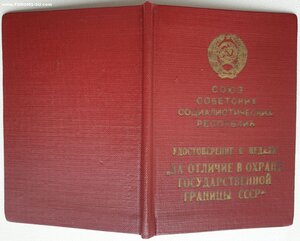 СОЮЗ
СОВЕТСКИХ
СОЦИАЛИСТИЧЕСКИХ
РЕСПУБЛИК
УДОСТОВЕРЕНИЕ К МЕДАЛИ
„ЗА ОТЛИЧИЕ В ОХРАНЕ
ГОСУДАРСТВЕННОЙ
ГРАНИЦЫ СССР“